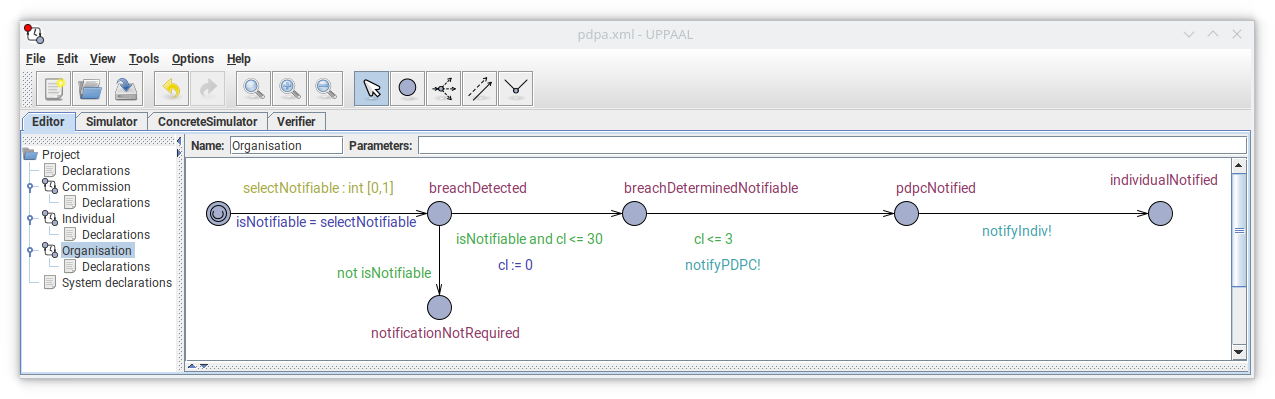 pdpa.xml - UPPAAL
File Edit View Tools Options Help
Editor Simulator ConcreteSimulator Verifier
Name: Organisation Parameters:
Project
Declarations
Commission
Declarations
Individual
Declarations
Organisation
Declarations
System declarations
selectNotifiable : int [0,1] breachDetected breachDeterminedNotifiable pdpcNotified individualNotified
isNotifiable = selectNotifiable
isNotifiable and cl <= 30 cl <= 3 notifyIndiv!
cl := 0 notifyPDPC!
not isNotifiable
notificationNotRequired